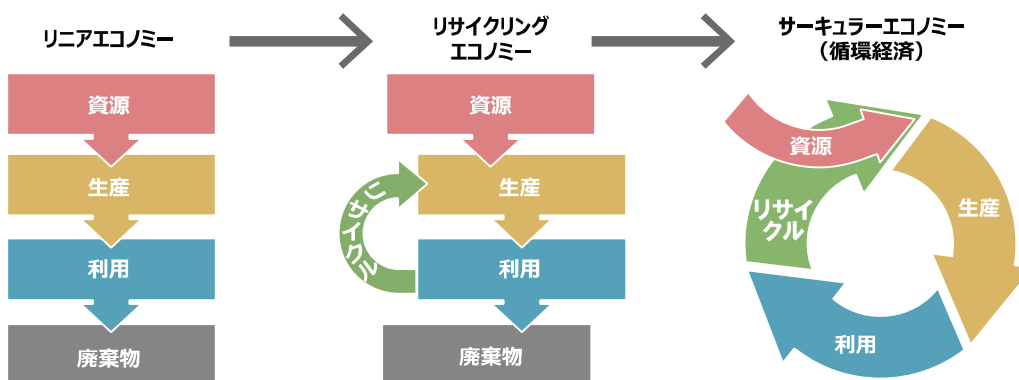 リニアエコノミー
リサイクリング
エコノミー
サーキュラーエコノミー
（循環経済）
資源
生産
利用
廃棄物
資源
生産
利用
廃棄物
リサイクル
資源
生産
利用
リサイ
クル